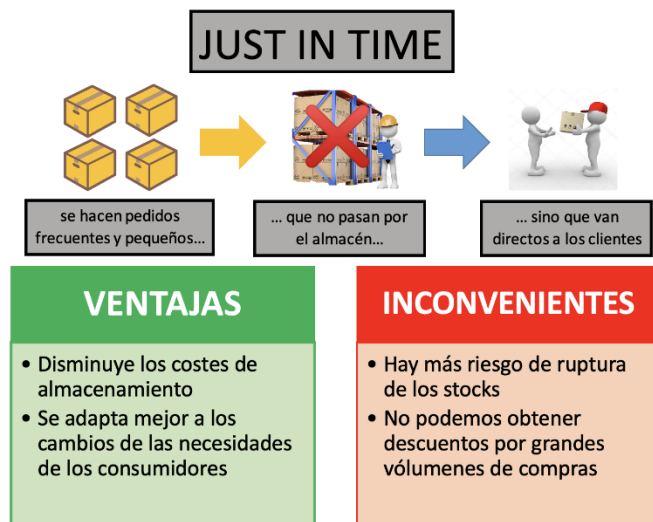 JUST IN TIME
se hacen pedidos
frecuentes y pequeños...
... que no pasan por
el almacén...
... sino que van
directos a los clientes
VENTAJAS
• Disminuye los costes de
almacenamiento
• Se adapta mejor a los
cambios de las necesidades
de los consumidores
INCONVENIENTES
• Hay más riesgo de ruptura
de los stocks
• No podemos obtener
descuentos por grandes
vólumenes de compras